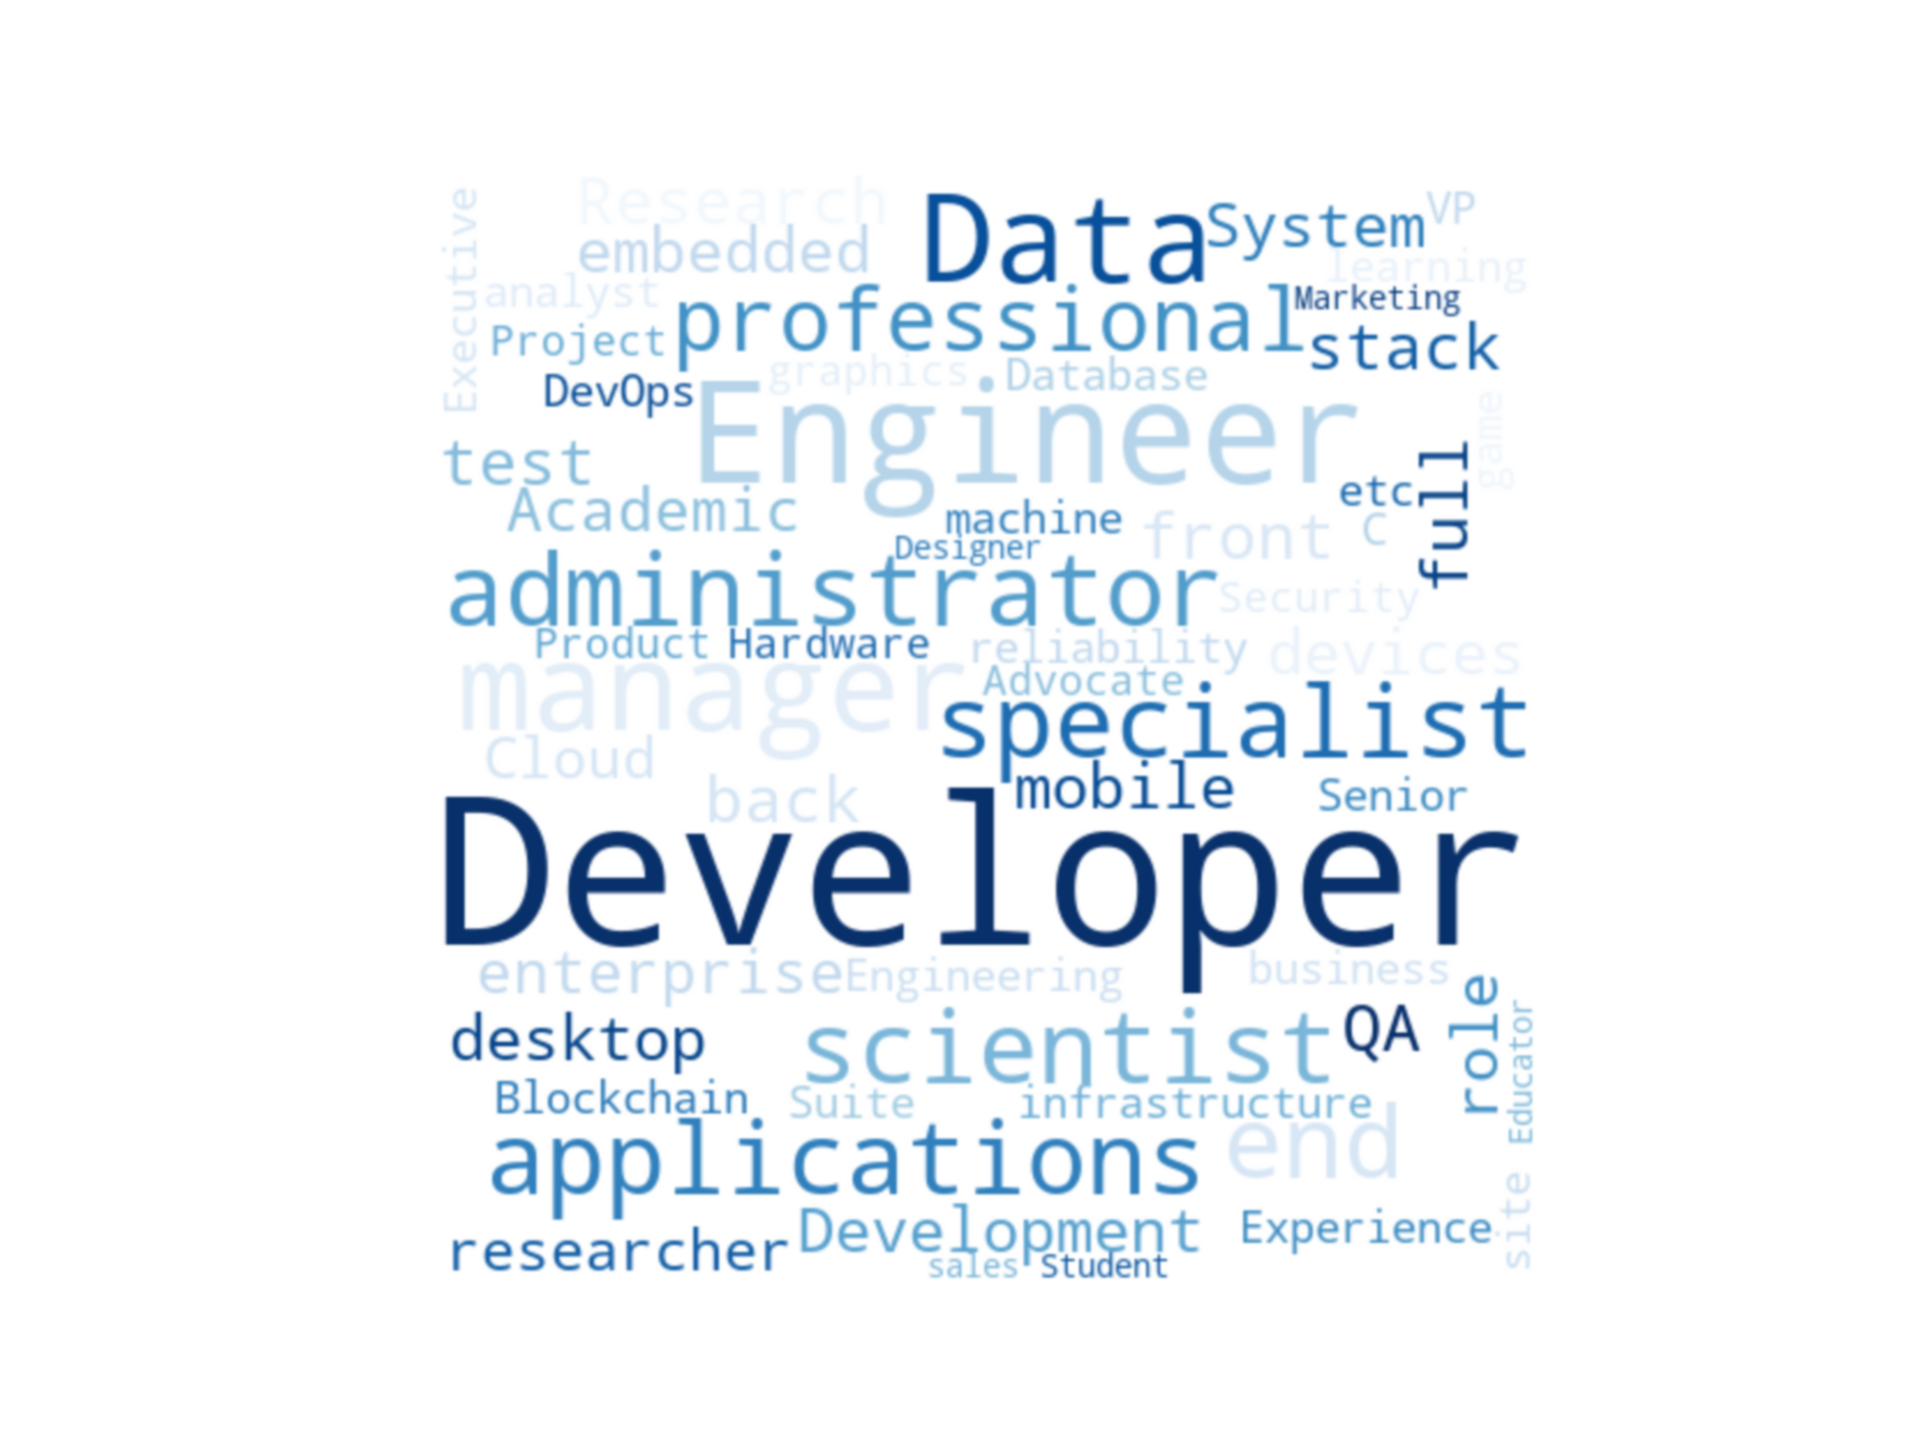 Research
Data
System
VP
Executive
embedded
learning
analyst
professional
Marketing
Project
stack
graphics
Database
DevOps
Engineer
game
test
full
etc
Academic
machine
front
C
Designer
administrator
Security
Product
Hardware
reliability
devices
manager
Advocate
specialist
Cloud
mobile
back
Senior
Developer
enterprise
Engineering
business
desktop
scientist
QA
role
Educator
Blockchain
Suite
infrastructure
applications
end
site
researcher
Development
Experience
sales
Student